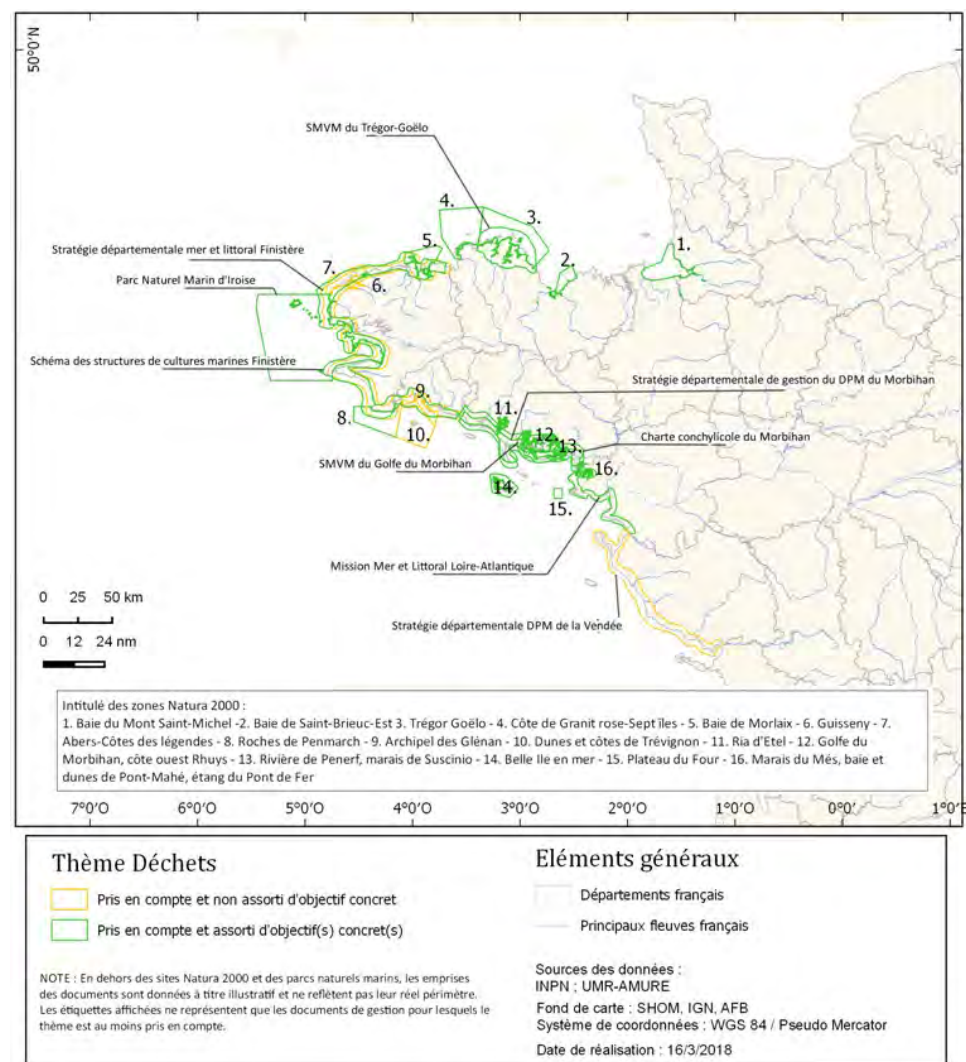 50°0'N
SMVM du Trégor-Goëlo
4.
3.
Stratégie départementale mer et littoral Finistère
5.
1.
7.
2.
Parc Naturel Marin d'Iroise
6.
Schéma des structures de cultures marines Finistère
Stratégie départementale de gestion du DPM du Morbihan
9.
8.
11.
10.
12.
Charte conchylicole du Morbihan
13.
SMVM du Golfe du Morbihan
16.
14.
15.
Mission Mer et Littoral Loire-Atlantique
0 25 50 km
Stratégie départementale DPM de la Vendée
0 12 24 nm
Intitulé des zones Natura 2000 :
1. Baie du Mont Saint-Michel -2. Baie de Saint-Brieuc-Est 3. Trégor Goëlo - 4. Côte de Granit rose-Sept îles - 5. Baie de Morlaix - 6. Guisseny - 7.
Abers-Côtes des légendes - 8. Roches de Penmarch - 9. Archipel des Glénan - 10. Dunes et côtes de Trévignon - 11. Ria d'Etel - 12. Golfe du
Morbihan, côte ouest Rhuys - 13. Rivière de Penerf, marais de Suscinio - 14. Belle Ile en mer - 15. Plateau du Four - 16. Marais du Més, baie et
dunes de Pont-Mahé, étang du Pont de Fer
7°0'0 6°0'0 5°0'0 4°0'0 3°0'0 2°0'0 1°0'0 0°0' 1°0'E
Thème Déchets
Pris en compte et non assorti d'objectif concret
Pris en compte et assorti d'objectif(s) concret(s)
NOTE : En dehors des sites Natura 2000 et des parcs naturels marins, les emprises
des documents sont données à titre illustratif et ne reflètent pas leur réel périmètre.
Les étiquettes affichées ne représentent que les documents de gestion pour lesquels le
thème est au moins pris en compte.
Eléments généraux
Départements français
Principaux fleuves français
Sources des données :
INPN ; UMR-AMURE
Fond de carte : SHOM, IGN, AFB
Système de coordonnées : WGS 84 / Pseudo Mercator
Date de réalisation : 16/3/2018